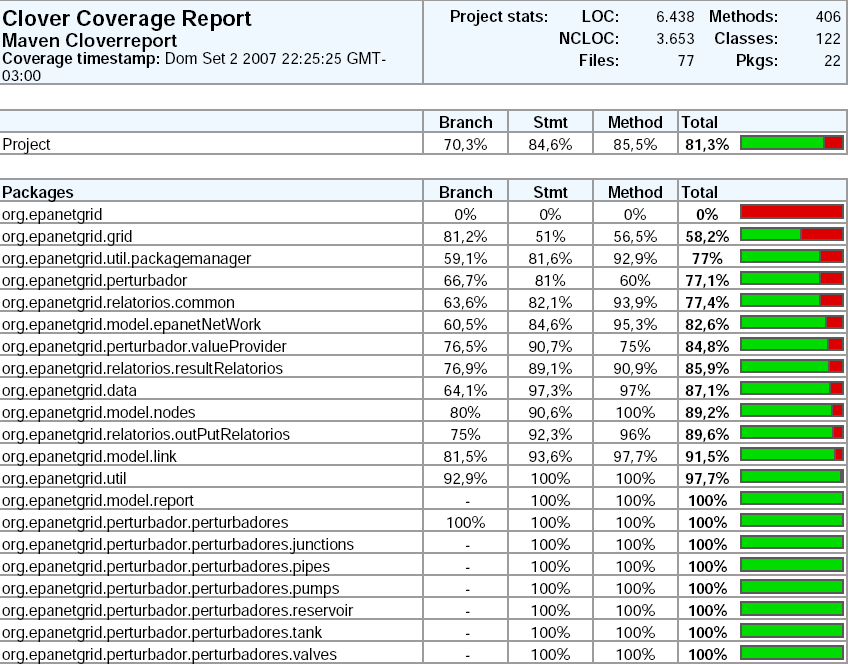 Clover Coverage Report
Maven Cloverreport
Coverage timestamp: Dom Set 2 2007 22:25:25 GMT-
03:00
Project stats: LOC: 6.438 Methods: 406
NCLOC: 3.653 Classes: 122
Files: 77 Pkgs: 22
Branch Stmt Method Total
Project 70,3% 84,6% 85,5% 81,3%
Packages Branch Stmt Method Total
org.epanetgrid 0% 0% 0% 0%
org.epanetgrid.grid 81,2% 51% 56,5% 58,2%
org.epanetgrid.util.packagemanager 59,1% 81,6% 92,9% 77%
org.epanetgrid.perturbador 66,7% 81% 60% 77,1%
org.epanetgrid.relatorios.common 63,6% 82,1% 93,9% 77,4%
org.epanetgrid.model.epanetNetWork 60,5% 84,6% 95,3% 82,6%
org.epanetgrid.perturbador.valueProvider 76,5% 90,7% 75% 84,8%
org.epanetgrid.relatorios.resultRelatorios 76,9% 89,1% 90,9% 85,9%
org.epanetgrid.data 64,1% 97,3% 97% 87,1%
org.epanetgrid.model.nodes 80% 90,6% 100% 89,2%
org.epanetgrid.relatorios.outPutRelatorios 75% 92,3% 96% 89,6%
org.epanetgrid.model.link 81,5% 93,6% 97,7% 91,5%
org.epanetgrid.util 92,9% 100% 100% 97,7%
org.epanetgrid.model.report - 100% 100% 100%
org.epanetgrid.perturbador.perturbadores 100% 100% 100% 100%
org.epanetgrid.perturbador.perturbadores.junctions - 100% 100% 100%
org.epanetgrid.perturbador.perturbadores.pipes - 100% 100% 100%
org.epanetgrid.perturbador.perturbadores.pumps - 100% 100% 100%
org.epanetgrid.perturbador.perturbadores.reservoir - 100% 100% 100%
org.epanetgrid.perturbador.perturbadores.tank - 100% 100% 100%
org.epanetgrid.perturbador.perturbadores.valves - 100% 100% 100%